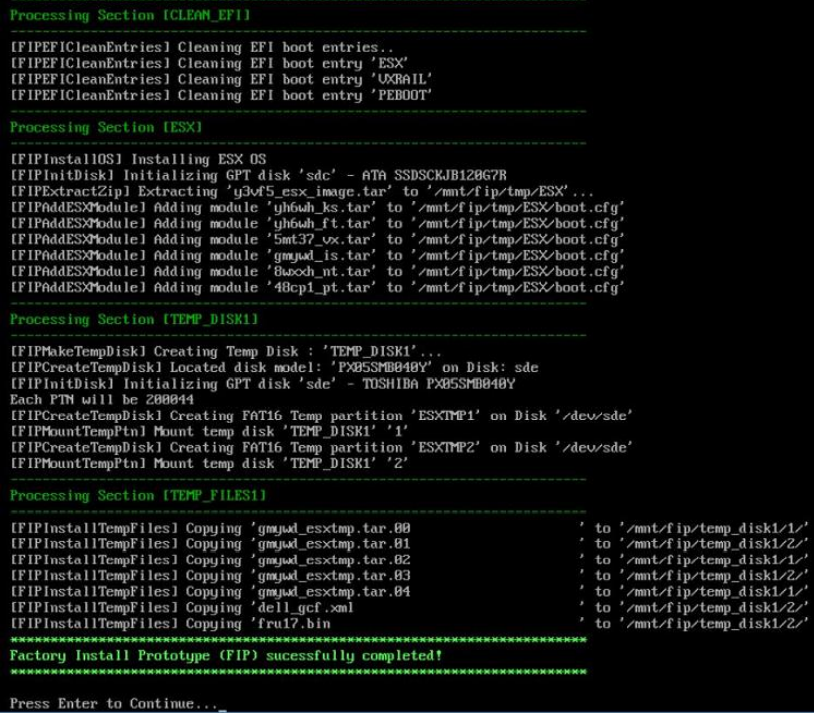 Processing Section [CLEAN_EFI]
[FIPEFICleanEntries] Cleaning EFI boot entries..
[FIPEFICleanEntries] Cleaning EFI boot entry 'ESX'
[FIPEFICleanEntries] Cleaning EFI boot entry 'VXRAIL'
[FIPEFICleanEntries] Cleaning EFI boot entry 'PEBOOT'
Processing Section [ESX]
[FIPInstallOS] Installing ESX OS
[FIPInitDisk] Initializing GPT disk 'sdc' - ATA SSDSCKJB120G7R
[FIPExtractZip] Extracting 'y3vf5_esx_image.tar' to '/mnt/fip/tmp/ESX'...
[FIPAddESXModule] Adding module 'yh6wh_ks.tar' to '/mnt/fip/tmp/ESX/boot.cfg'
[FIPAddESXModule] Adding module 'yh6wh_ft.tar' to '/mnt/fip/tmp/ESX/boot.cfg'
[FIPAddESXModule] Adding module '5mt37_vx.tar' to '/mnt/fip/tmp/ESX/boot.cfg'
[FIPAddESXModule] Adding module 'gmywd_is.tar' to '/mnt/fip/tmp/ESX/boot.cfg'
[FIPAddESXModule] Adding module '8wxxh_nt.tar' to '/mnt/fip/tmp/ESX/boot.cfg'
[FIPAddESXModule] Adding module '48cp1_pt.tar' to '/mnt/fip/tmp/ESX/boot.cfg'
Processing Section [TEMP_DISK1]
[FIPMakeTempDisk] Creating Temp Disk : 'TEMP_DISK1'...
[FIPCreateTempDisk] Located disk model: 'PX05SMB040Y' on Disk: sde
[FIPInitDisk] Initializing GPT disk 'sde' - TOSHIBA PX05SMB040Y
Each PTN will be 200044
[FIPCreateTempDisk] Creating FAT16 Temp partition 'ESXTMP1' on Disk '/dev/sde'
[FIPMountTempPtn] Mount temp disk 'TEMP_DISK1' '1'
[FIPCreateTempDisk] Creating FAT16 Temp partition 'ESXTMP2' on Disk '/dev/sde'
[FIPMountTempPtn] Mount temp disk 'TEMP_DISK1' '2'
Processing Section [TEMP_FILES1]
[FIPInstallTempFiles] Copying 'gmywd_esxtmp.tar.00 ' to '/mnt/fip/temp_disk1/1/'
[FIPInstallTempFiles] Copying 'gmywd_esxtmp.tar.01 ' to '/mnt/fip/temp_disk1/2/'
[FIPInstallTempFiles] Copying 'gmywd_esxtmp.tar.02 ' to '/mnt/fip/temp_disk1/1/'
[FIPInstallTempFiles] Copying 'gmywd_esxtmp.tar.03 ' to '/mnt/fip/temp_disk1/2/'
[FIPInstallTempFiles] Copying 'gmywd_esxtmp.tar.04 ' to '/mnt/fip/temp_disk1/1/'
[FIPInstallTempFiles] Copying 'dell_gcf.xml ' to '/mnt/fip/temp_disk1/2/'
[FIPInstallTempFiles] Copying 'fru17.bin ' to '/mnt/fip/temp_disk1/2/'
Factory Install Prototype (FIP) sucessfully completed!
Press Enter to Continue..._